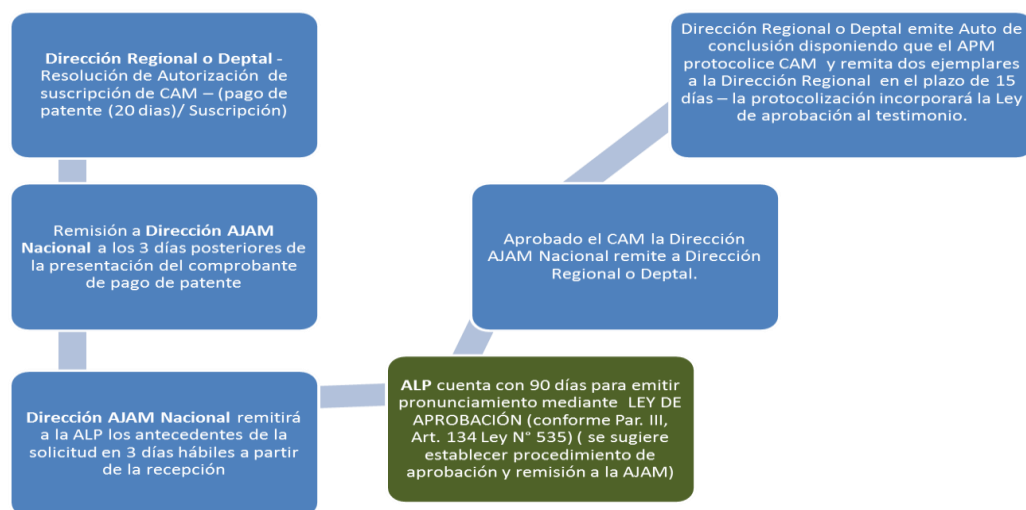 Dirección Regional o Deptal -
Resolución de Autorización de
suscripción de CAM – (pago de
patente (20 dias)/ Suscripción)
Remisión a Dirección AJAM
Nacional a los 3 días posteriores de
la presentación del comprobante
de pago de patente
Dirección AJAM Nacional remitirá
a la ALP los antecedentes de la
solicitud en 3 días hábiles a partir
de la recepción
ALP cuenta con 90 días para emitir
pronunciamiento mediante LEY DE
APROBACIÓN (conforme Par. III,
Art. 134 Ley N° 535) ( se sugiere
establecer procedimiento de
aprobación y remisión a la AJAM)
Aprobado el CAM la Dirección
AJAM Nacional remite a Dirección
Regional o Deptal.
Dirección Regional o Deptal emite Auto de
conclusión disponiendo que el APM
protocolice CAM y remita dos ejemplares
a la Dirección Regional en el plazo de 15
días – la protocolización incorporará la Ley
de aprobación al testimonio.